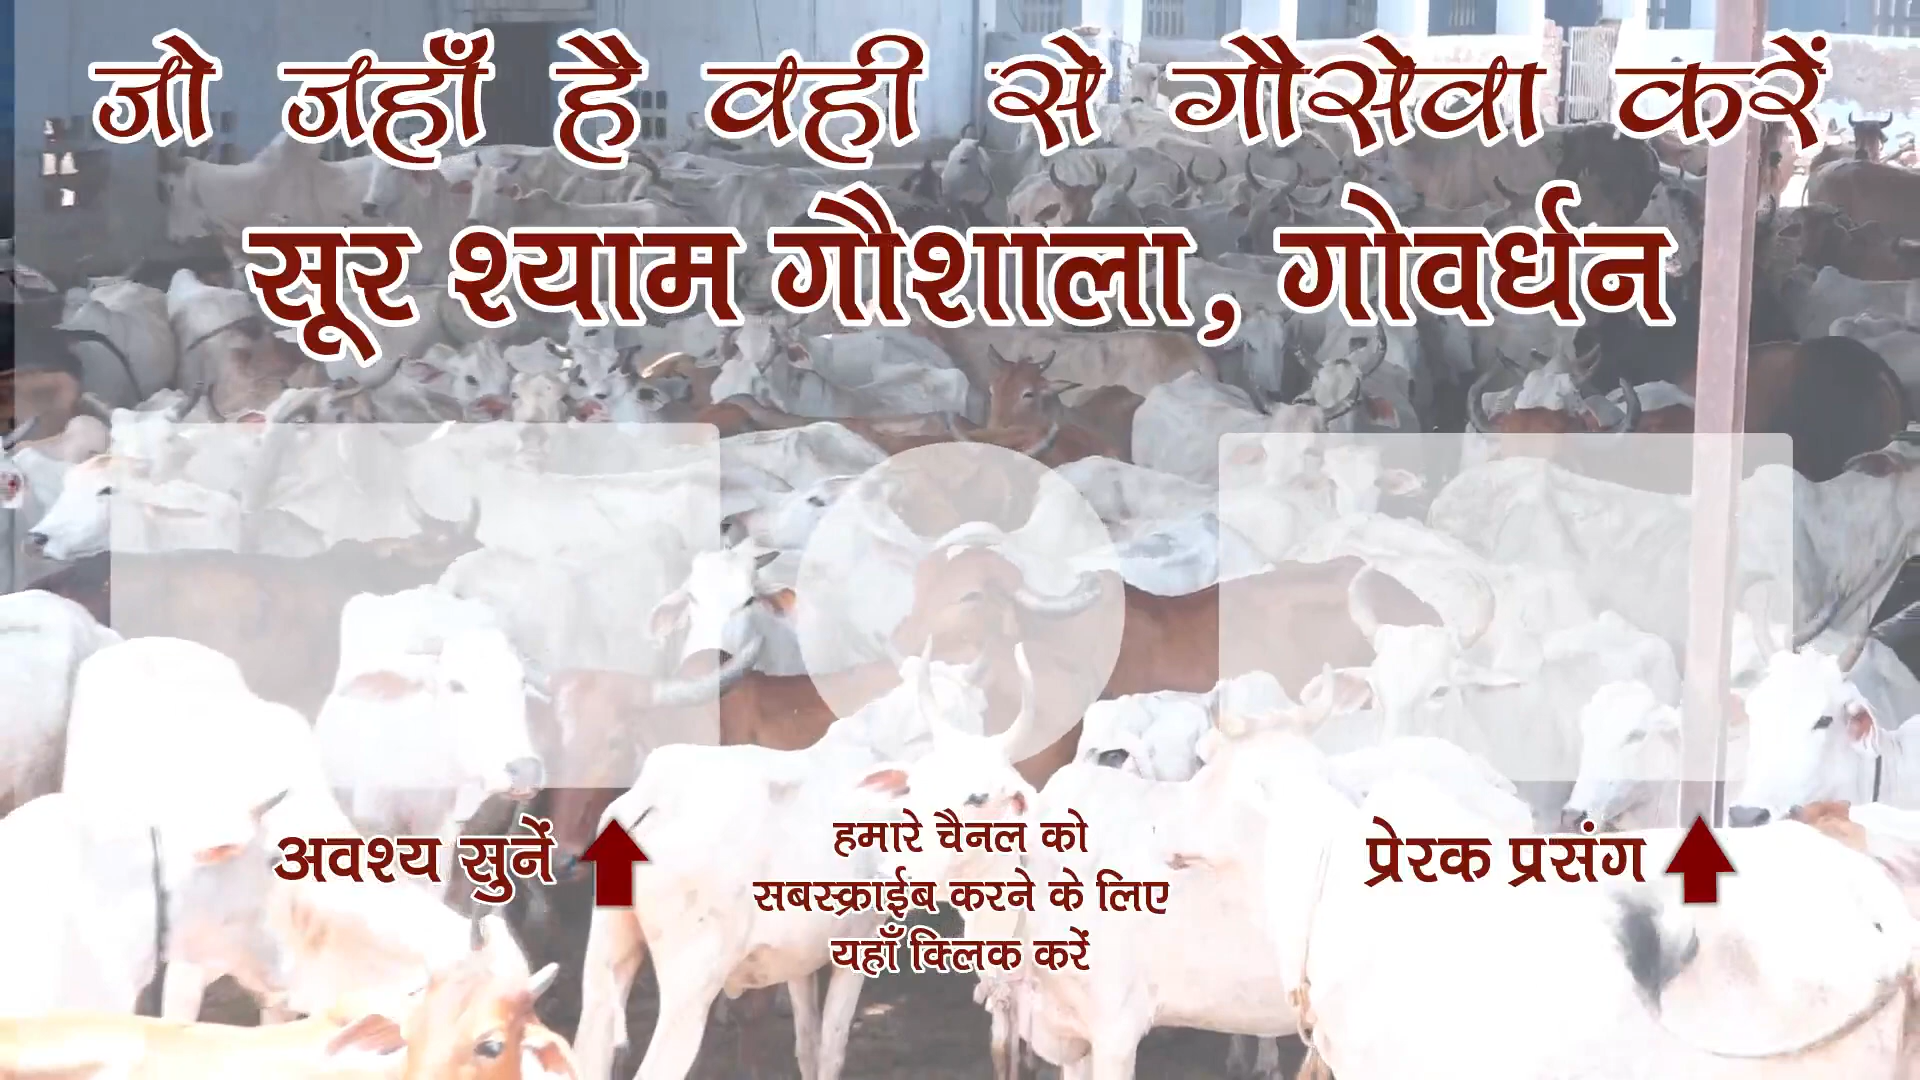 जो जहाँ है वही से गौसेवा करें
सूर श्याम गौशाला, गोवर्धन
अवश्य सुनें
हमारे चैनल को
सबस्क्राईब करने के लिए
यहाँ क्लिक करें
प्रेरक प्रसंग